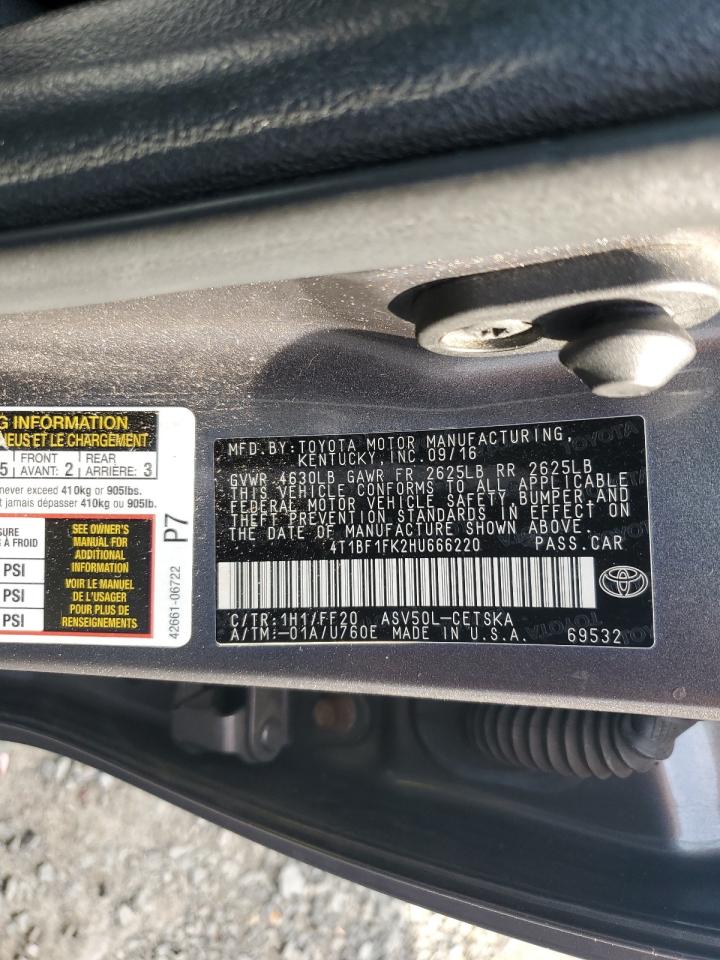 G INFORMATION
NEUS ET LE CHARGEMENT
5 FRONT 2 REAR 3
AVANT: ARRIÈRE:
never exceed 410kg or 905lbs.
t jamais dépasser 410kg ou 905lb.
SURE
À FROID
PSI
PSI
PSI
SEE OWNER'S
MANUAL FOR
ADDITIONAL
INFORMATION
VOIR LE MANUEL
DE L'USAGER
POUR PLUS DE
RENSEIGNEMENTS
P7
42661-06722
MFD.BY: TOYOTA MOTOR MANUFACTURING,
KENTUCKY, INC. 09/16
GVWR 4630LB GAWR FR 2625LB RR 2625LB
THIS VEHICLE CONFORMS TO ALL APPLICABLE
FEDERAL MOTOR VEHICLE SAFETY, BUMPER AND
THEFT PREVENTION STANDARDS IN EFFECT ON
THE DATE OF MANUFACTURE SHOWN ABOVE.
4T1BF1FK2HU666220 PASS.CAR
C/TR: 1H1/FF20 ASV50L-CETSKA
A/TM:-01A/U760E MADE IN U.S.A. 69532